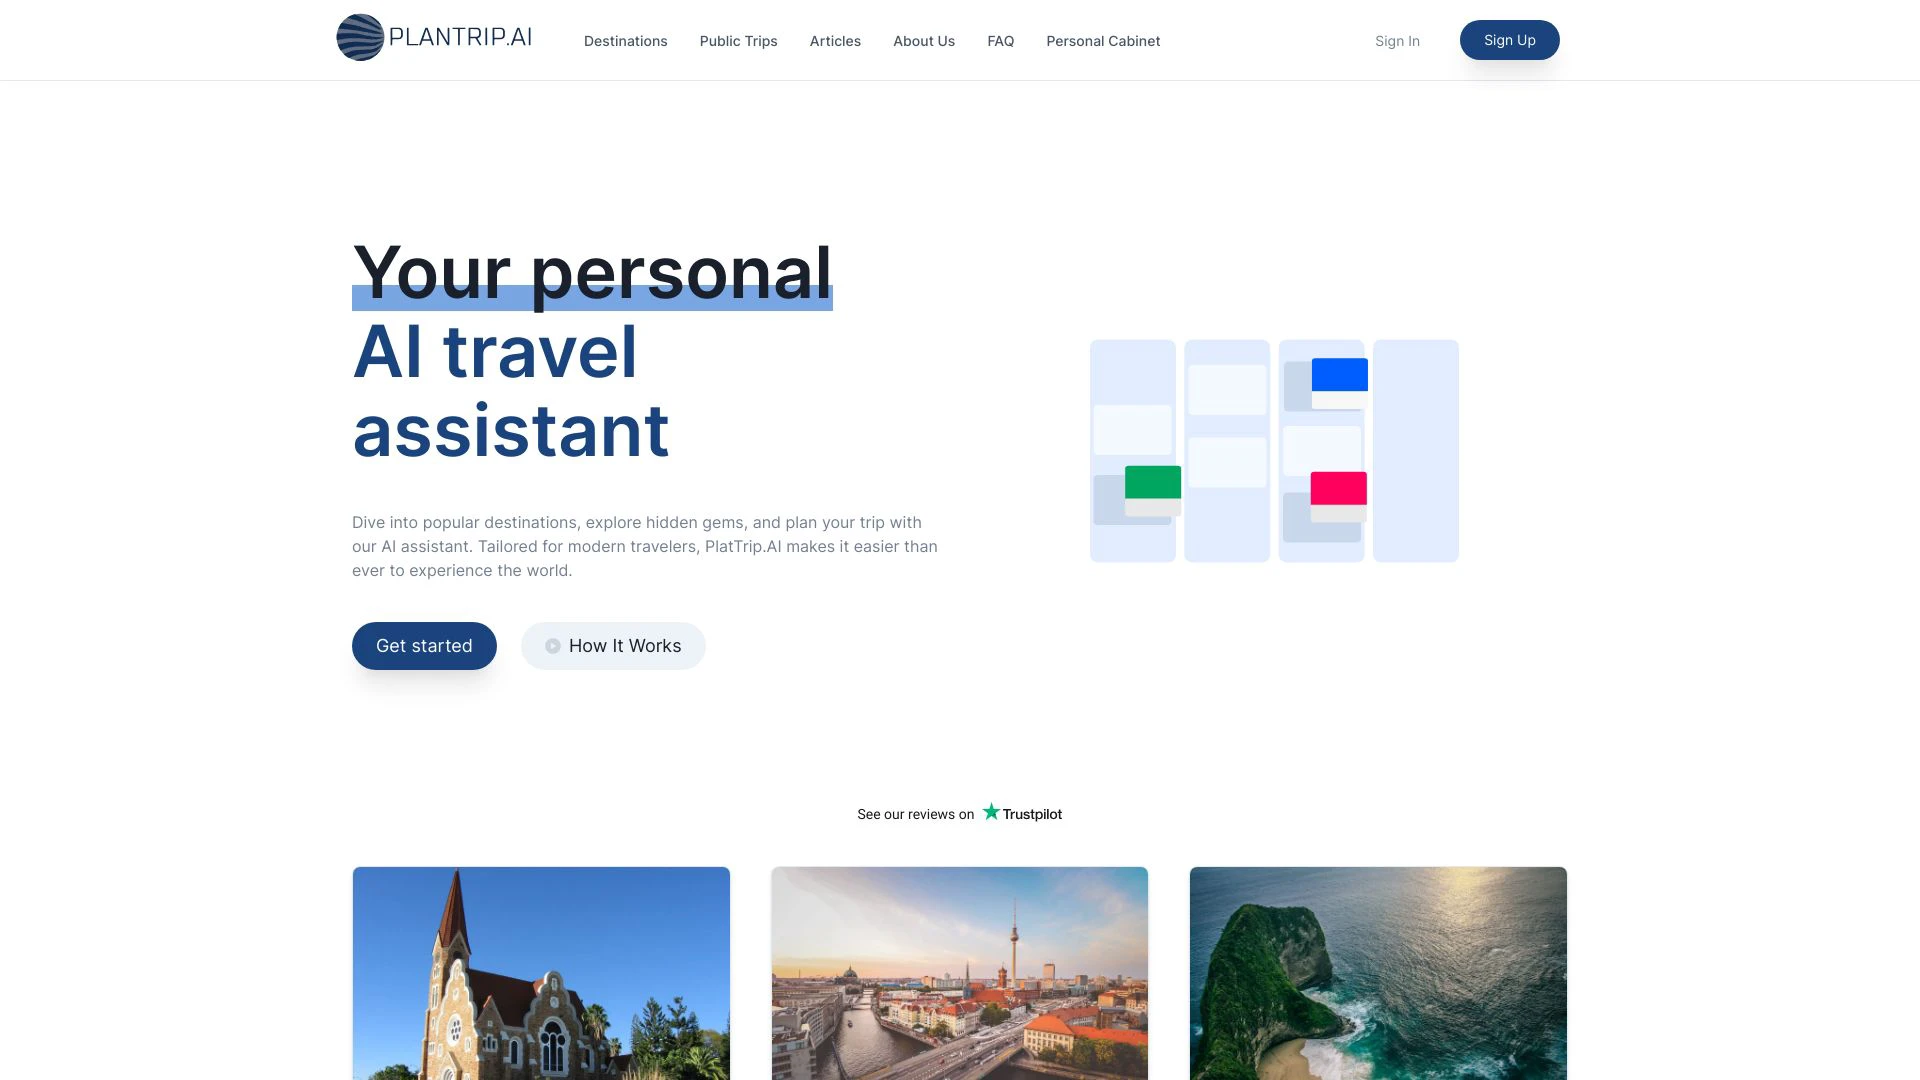 PLANTRIP.AI
Destinations
Public Trips
Articles
About Us
FAQ
Personal Cabinet
Sign In
Sign Up
Your personal
AI travel
assistant
Dive into popular destinations, explore hidden gems, and plan your trip with
our AI assistant. Tailored for modern travelers, PlatTrip.AI makes it easier than
ever to experience the world.
Get started
How It Works
See our reviews on Trustpilot